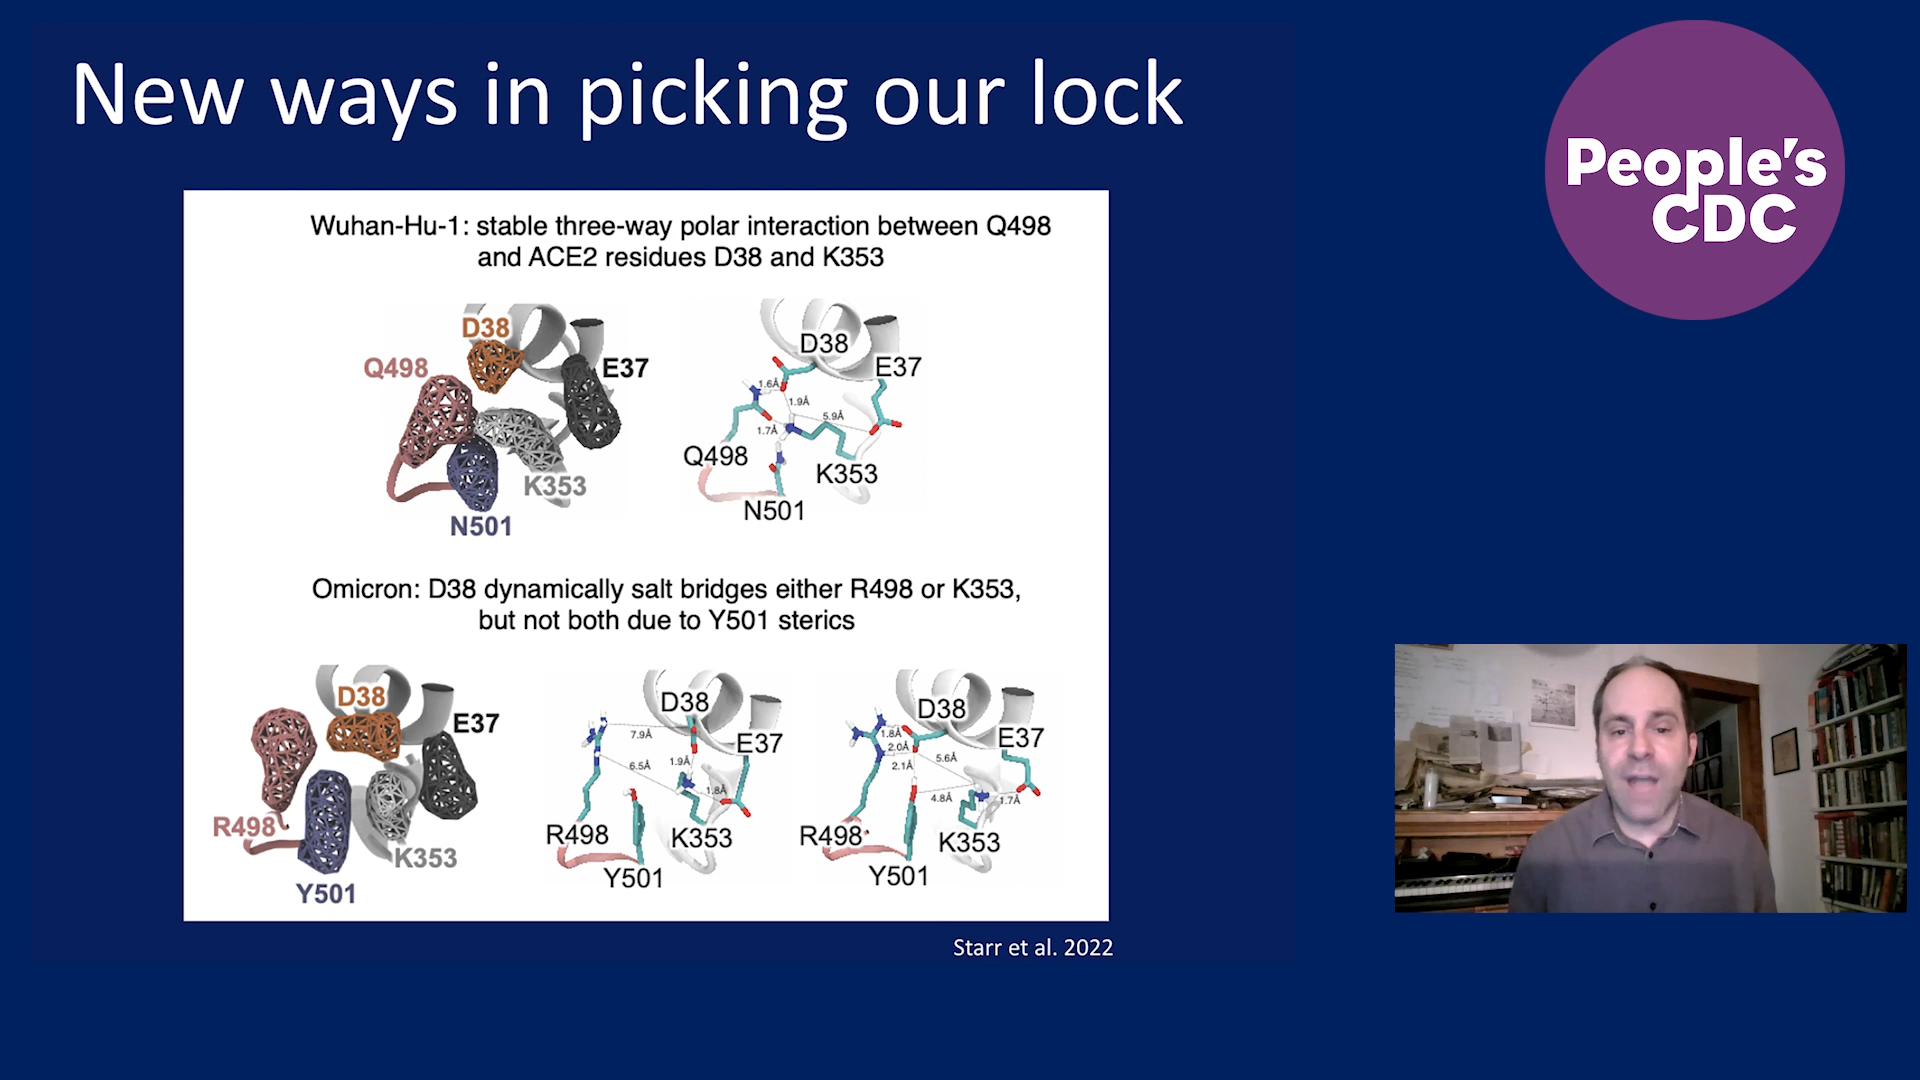 New ways in picking our lock
People's
CDC
Wuhan-Hu-1: stable three-way polar interaction between Q498
and ACE2 residues D38 and K353
D38
Q498
E37
K353
N501
D38
E37
1.6Å
1.9Å
5.9Å
1.7Å
Q498
K353
N501
Omicron: D38 dynamically salt bridges either R498 or K353,
but not both due to Y501 sterics
D38
E37
R498
K353
Y501
D38
7.9Å
E37
6.5Å
1.9Å
1.8Å
R498
K353
Y501
D38
1.8Å
E37
2.0Å
5.6Å
2.1Å
4.8Å
1.7Å
R498
K353
Y501
Starr et al. 2022